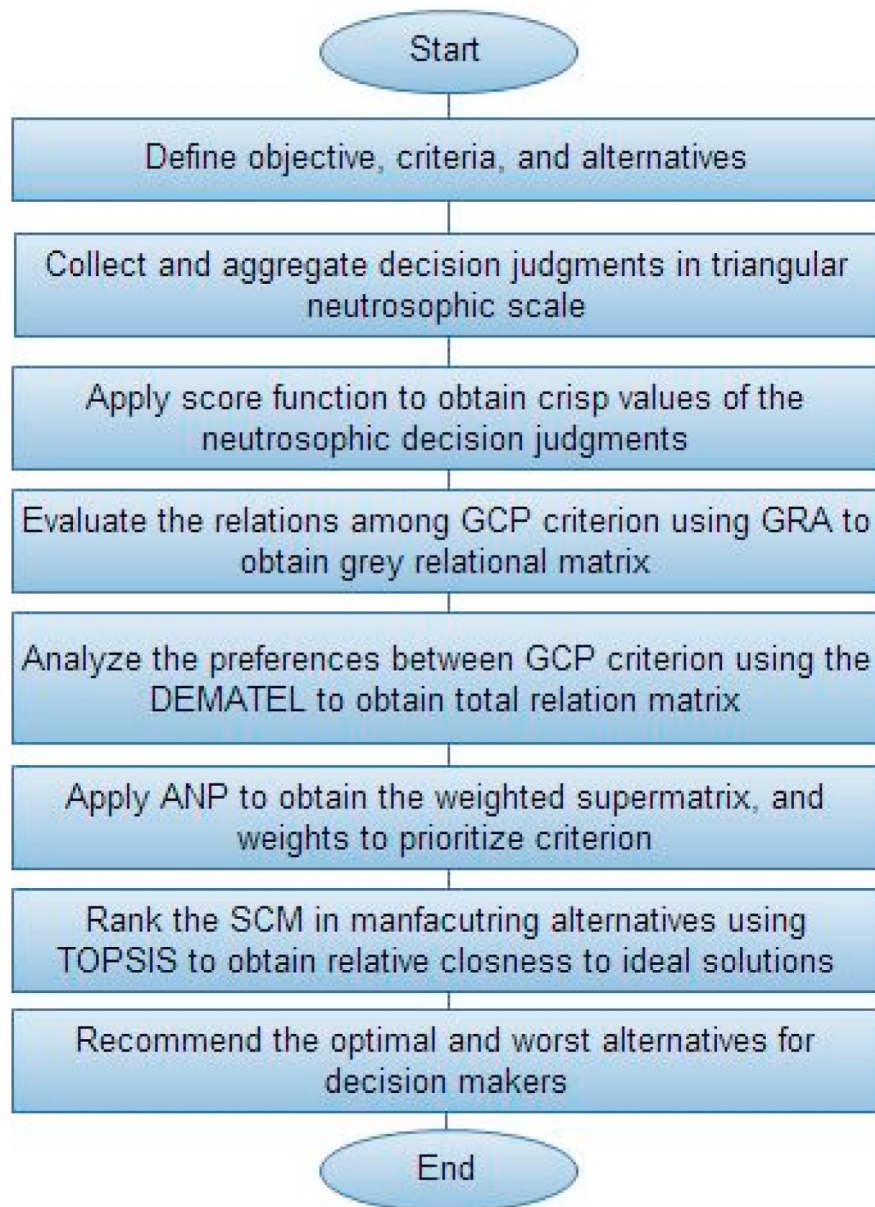 Start
Define objective, criteria, and alternatives
Collect and aggregate decision judgments in triangular
neutrosophic scale
Apply score function to obtain crisp values of the
neutrosophic decision judgments
Evaluate the relations among GCP criterion using GRA to
obtain grey relational matrix
Analyze the preferences between GCP criterion using the
DEMATEL to obtain total relation matrix
Apply ANP to obtain the weighted supermatrix, and
weights to prioritize criterion
Rank the SCM in manfacutring alternatives using
TOPSIS to obtain relative closness to ideal solutions
Recommend the optimal and worst alternatives for
decision makers
End